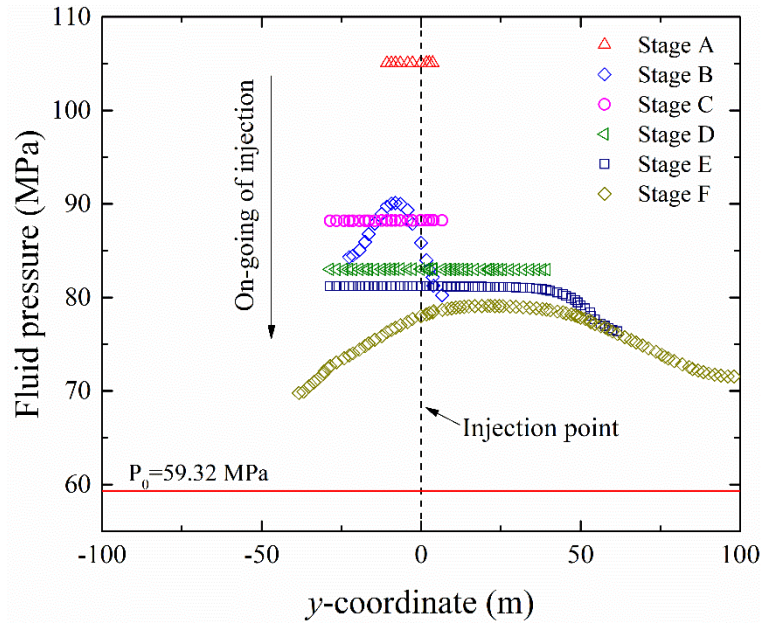 110
100
90
80
70
60
Fluid pressure (MPa)
On-going of injection
Stage A
Stage B
Stage C
Stage D
Stage E
Stage F
Injection point
P₀=59.32 MPa
-100
-50
0
50
100
y-coordinate (m)